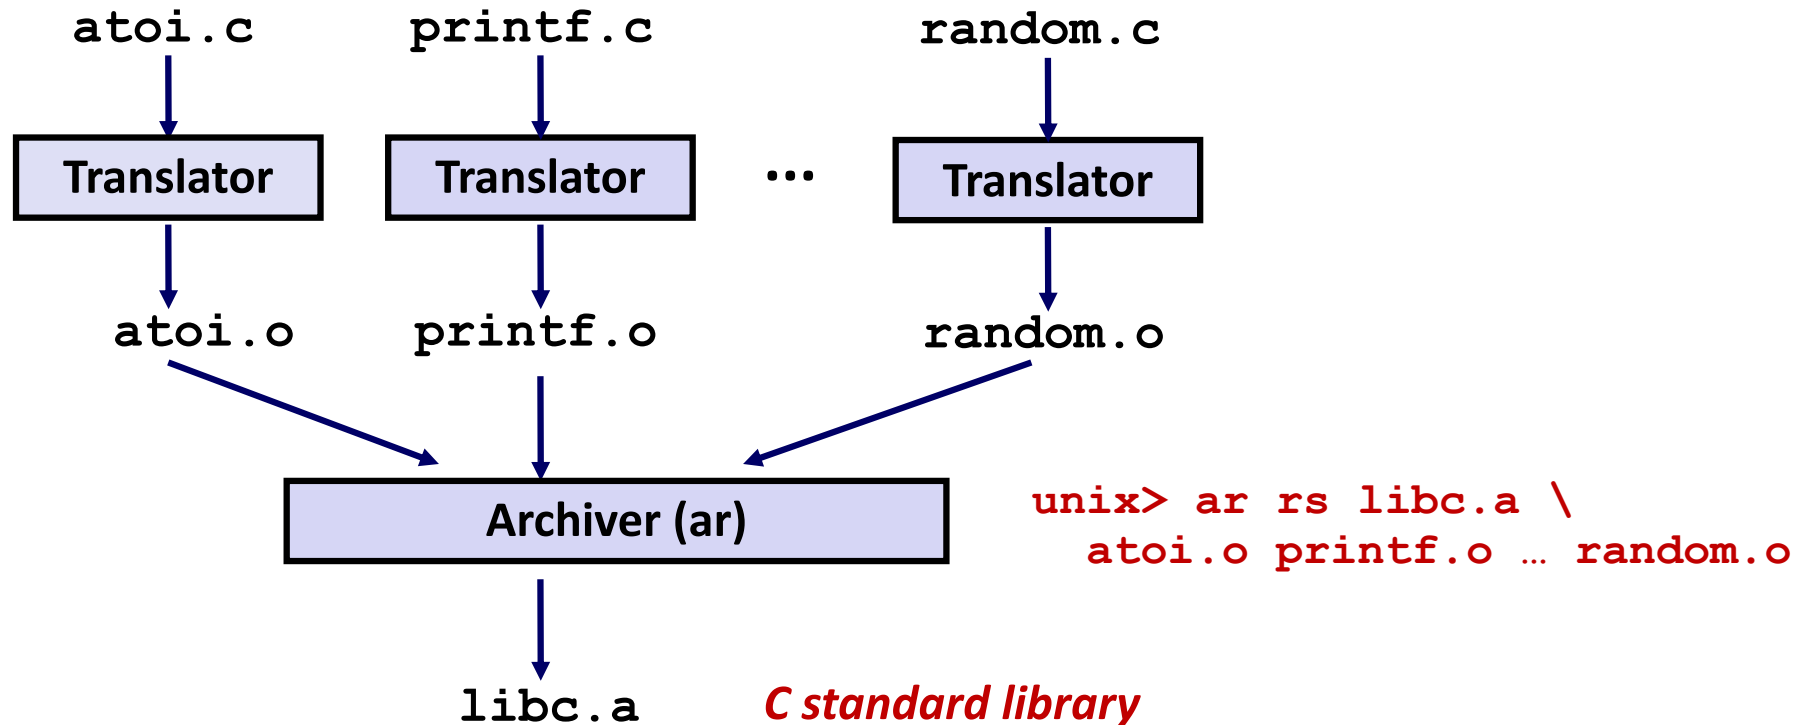 atoi.c printf.c random.c
Translator Translator ... Translator
atoi.o printf.o random.o
Archiver (ar)
unix> ar rs libc.a \
atoi.o printf.o … random.o
libc.a C standard library